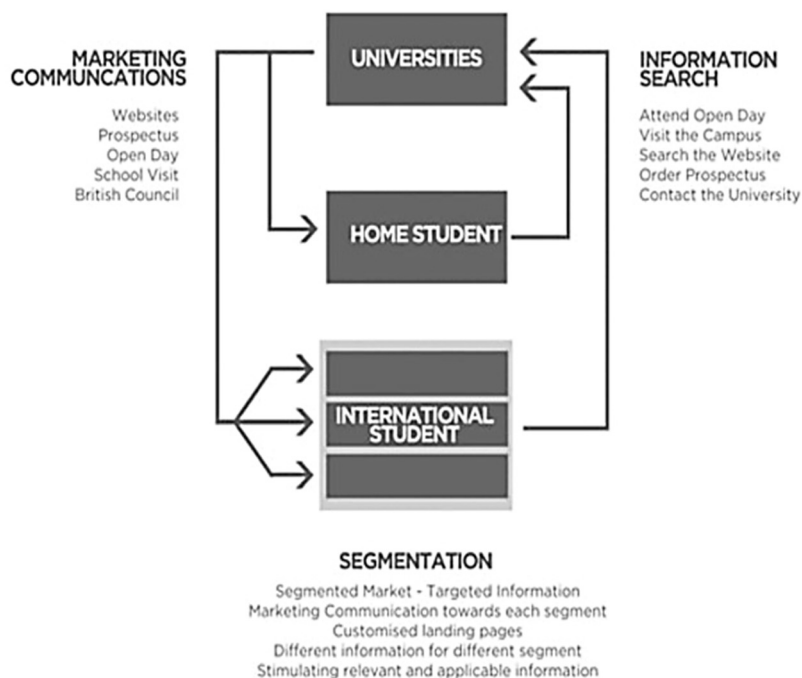 MARKETING
COMMUNCATIONS
Websites
Prospectus
Open Day
School Visit
British Council
UNIVERSITIES
INFORMATION
SEARCH
Attend Open Day
Visit the Campus
Search the Website
Order Prospectus
Contact the University
HOME STUDENT
INTERNATIONAL
STUDENT
SEGMENTATION
Segmented Market - Targeted Information
Marketing Communication towards each segment
Customised landing pages
Different information for different segment
Stimulating relevant and applicable information